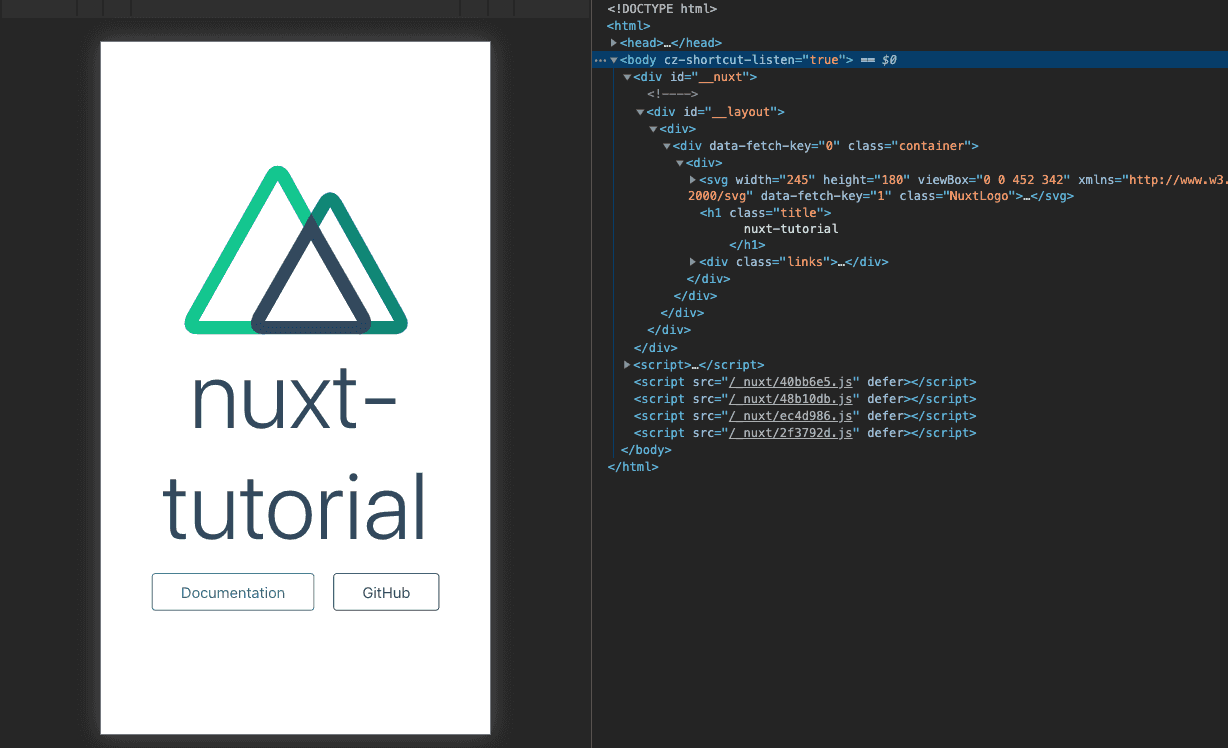 nuxt-
tutorial
Documentation
GitHub
<!DOCTYPE html>
<html>
<head>…</head>
<body cz-shortcut-listen="true"> == $0
<div id="__nuxt">
<!---->
<div id="__layout">
<div>
<div data-fetch-key="0" class="container">
<div>
<svg width="245" height="180" viewBox="0 0 452 342" xmlns="http://www.w3.
2000/svg" data-fetch-key="1" class="NuxtLogo">…</svg>
<h1 class="title">
nuxt-tutorial
</h1>
<div class="links">…</div>
</div>
</div>
</div>
</div>
</div>
<script>…</script>
<script src="/_nuxt/40bb6e5.js" defer></script>
<script src="/_nuxt/48b10db.js" defer></script>
<script src="/_nuxt/ec4d986.js" defer></script>
<script src="/_nuxt/2f3792d.js" defer></script>
</body>
</html>